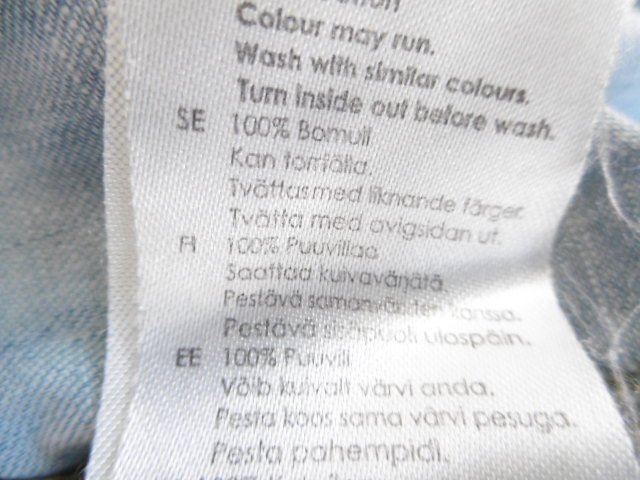 Colour may run.
Wash with similar colours.
Turn inside out before wash.
SE 100% Bomull
Kan torrfälla.
Tvättas med liknande färger.
Tvätta med avigsidan ut.
FI 100% Puuvillaa
Saattaa kuivavärjätä.
Pestävä samanväristen kanssa.
Pestävä sisäpuoli ulospäin.
EE 100% Puuvill
Võib kuivalt värvi anda.
Pesta koos sama värvi pesuga.
Pesta pahempidi.